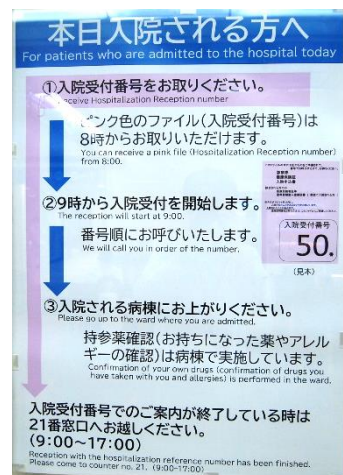 本日入院される方へ
For patients who are admitted to the hospital today
①入院受付番号をお取りください。
Receive Hospitalization Reception number
ピンク色のファイル(入院受付番号)は
8時からお取りいただけます。
You can receive a pink file (Hospitalization Reception number)
from 8:00.
②9時から入院受付を開始します。
The reception will start at 9:00.
番号順にお呼びいたします。
We will call you in order of the number.
入院受付番号
50.
(見本)
③入院される病棟にお上がりください。
Please go up to the ward where you are admitted.
持参薬確認(お持ちになった薬やアレル
ギーの確認)は病棟で実施しています。
Confirmation of your own drugs (confirmation of drugs you
have taken with you and allergies) is performed in the ward.
入院受付番号でのご案内が終了している時は
21番窓口へお越しください。
(9:00~17:00)
Reception with the hospitalization reference number has been finished.
Please come to counter no. 21. (9:00-17:00)